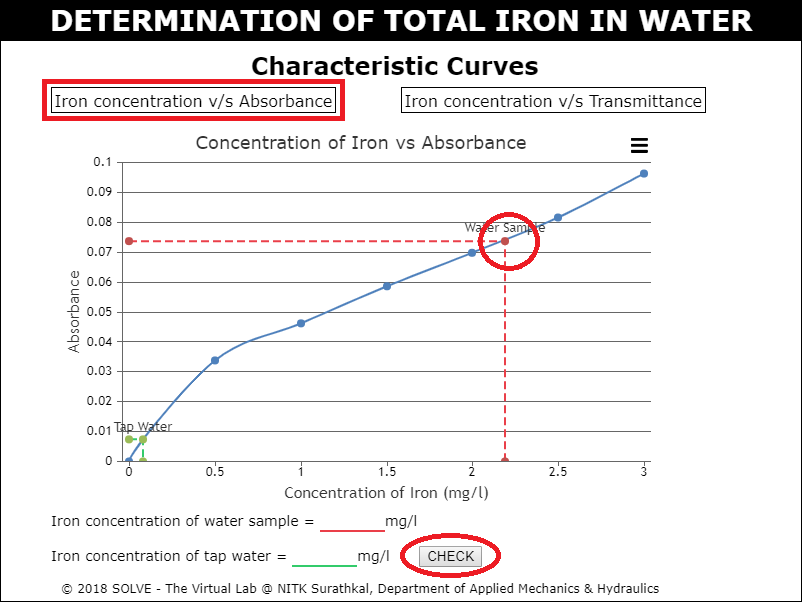 DETERMINATION OF TOTAL IRON IN WATER
Characteristic Curves
Iron concentration v/s Absorbance
Iron concentration v/s Transmittance
Concentration of Iron vs Absorbance
0.1
0.09
0.08
Water Sample
0.07
0.06
0.05
0.04
0.03
0.02
0.01
Tap Water
0
Absorbance
0 0.5 1 1.5 2 2.5 3
Concentration of Iron (mg/l)
Iron concentration of water sample = ________mg/l
Iron concentration of tap water = ________mg/l CHECK
© 2018 SOLVE - The Virtual Lab @ NITK Surathkal, Department of Applied Mechanics & Hydraulics